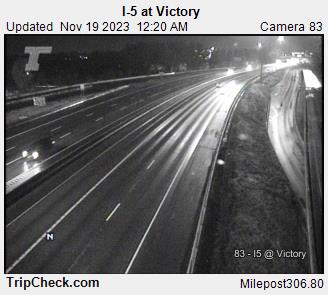 I-5 at Victory
Updated Nov 19 2023 12:20 AM Camera 83
T
N
83 - I5 @ Victory
TripCheck.com Milepost306.80